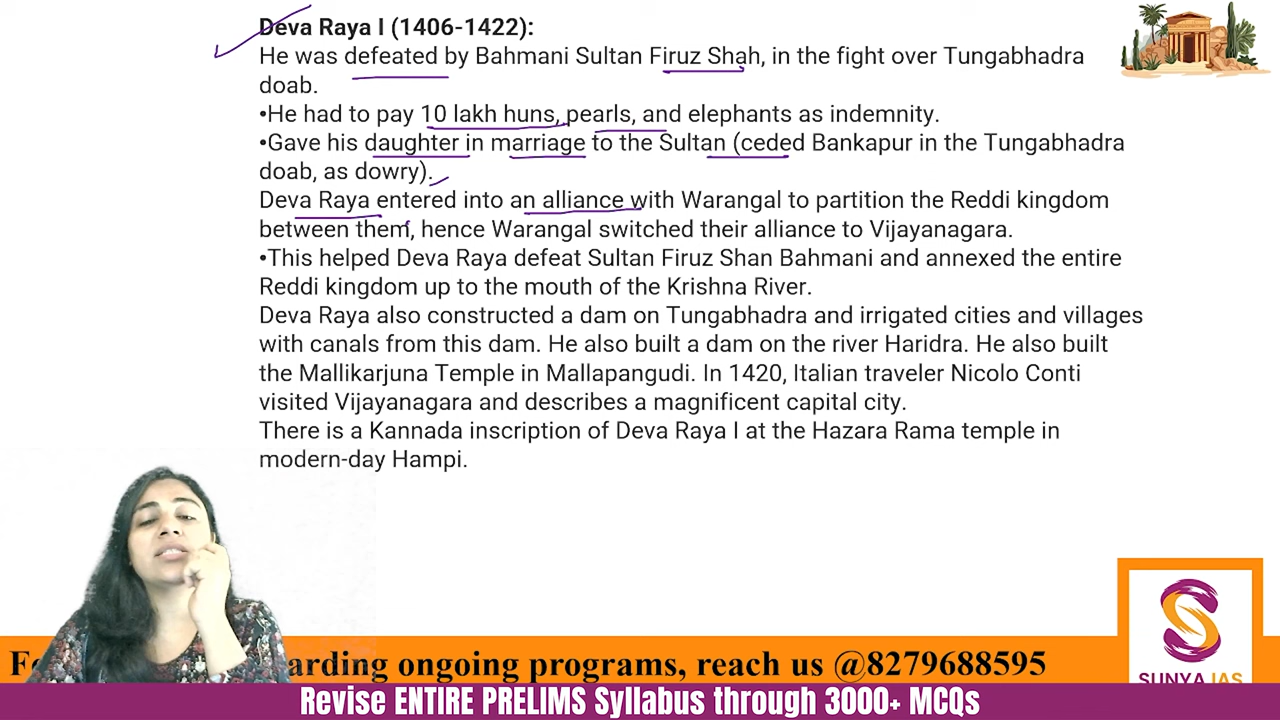 Deva Raya I (1406-1422):
He was defeated by Bahmani Sultan Firuz Shah, in the fight over Tungabhadra
doab.
•He had to pay 10 lakh huns, pearls, and elephants as indemnity.
•Gave his daughter in marriage to the Sultan (ceded Bankapur in the Tungabhadra
doab, as dowry).
Deva Raya entered into an alliance with Warangal to partition the Reddi kingdom
between them, hence Warangal switched their alliance to Vijayanagara.
•This helped Deva Raya defeat Sultan Firuz Shan Bahmani and annexed the entire
Reddi kingdom up to the mouth of the Krishna River.
Deva Raya also constructed a dam on Tungabhadra and irrigated cities and villages
with canals from this dam. He also built a dam on the river Haridra. He also built
the Mallikarjuna Temple in Mallapangudi. In 1420, Italian traveler Nicolo Conti
visited Vijayanagara and describes a magnificent capital city.
There is a Kannada inscription of Deva Raya I at the Hazara Rama temple in
modern-day Hampi.
arding ongoing programs, reach us @8279688595
SUNYA IAS
Revise ENTIRE PRELIMS Syllabus through 3000+ MCQs